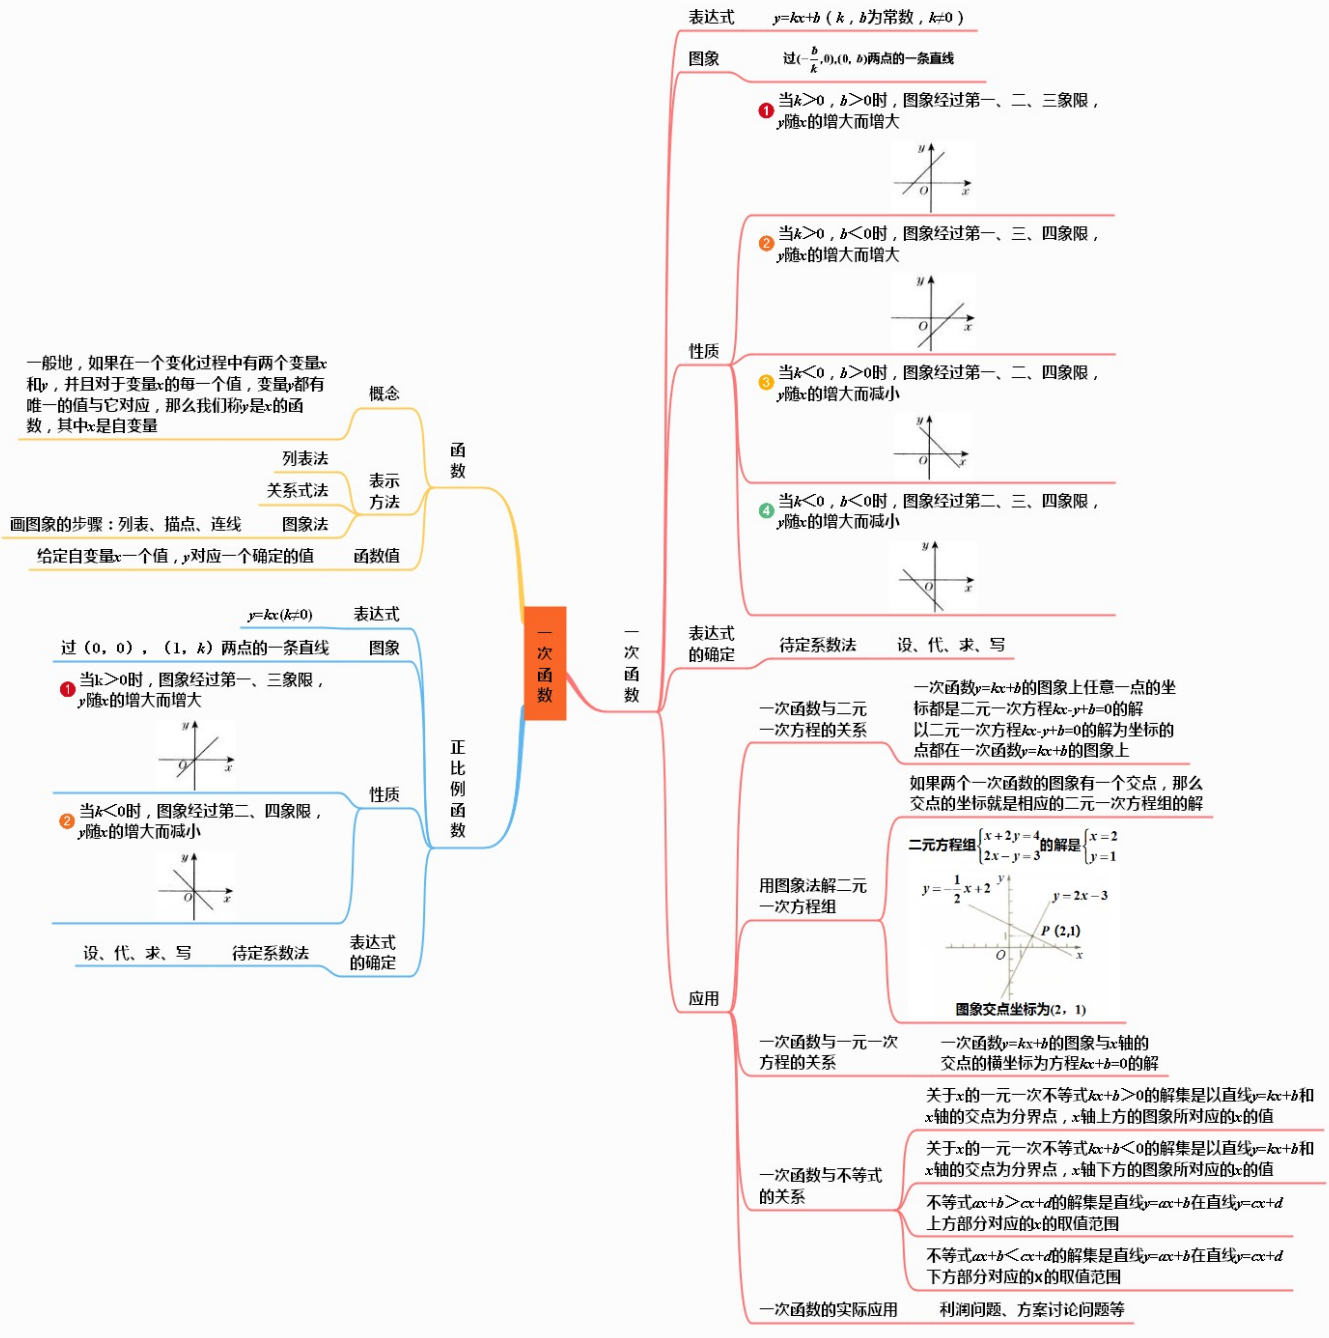 一次函数
函数
概念
一般地，如果在一个变化过程中有两个变量x
和y，并且对于变量x的每一个值，变量y都有
唯一的值与它对应，那么我们称y是x的函
数，其中x是自变量
表示
方法
列表法
关系式法
图象法
画图象的步骤：列表、描点、连线
函数值
给定自变量x一个值，y对应一个确定的值
正比例函数
表达式
y=kx(k≠0)
图象
过（0，0），（1，k）两点的一条直线
性质
1 当k＞0时，图象经过第一、三象限，
y随x的增大而增大
y
O
x
2 当k＜0时，图象经过第二、四象限，
y随x的增大而减小
y
O
x
表达式
的确定
待定系数法
设、代、求、写
一次函数
表达式
y=kx+b（k，b为常数，k≠0）
图象
过(-b/k,0),(0, b)两点的一条直线
性质
1 当k＞0，b＞0时，图象经过第一、二、三象限，
y随x的增大而增大
y
O
x
2 当k＞0，b＜0时，图象经过第一、三、四象限，
y随x的增大而增大
y
O
x
3 当k＜0，b＞0时，图象经过第一、二、四象限，
y随x的增大而减小
y
O
x
4 当k＜0，b＜0时，图象经过第二、三、四象限，
y随x的增大而减小
y
O
x
表达式
的确定
待定系数法
设、代、求、写
应用
一次函数与二元
一次方程的关系
一次函数y=kx+b的图象上任意一点的坐
标都是二元一次方程kx-y+b=0的解
以二元一次方程kx-y+b=0的解为坐标的
点都在一次函数y=kx+b的图象上
用图象法解二元
一次方程组
如果两个一次函数的图象有一个交点，那么
交点的坐标就是相应的二元一次方程组的解
二元方程组{x+2y=4 2x-y=3的解是{x=2 y=1
y=-1/2x+2
y
y=2x-3
P（2,1）
1
O
1
x
图象交点坐标为(2，1)
一次函数与一元一次
方程的关系
一次函数y=kx+b的图象与x轴的
交点的横坐标为方程kx+b=0的解
一次函数与不等式
的关系
关于x的一元一次不等式kx+b＞0的解集是以直线y=kx+b和
x轴的交点为分界点，x轴上方的图象所对应的x的值
关于x的一元一次不等式kx+b＜0的解集是以直线y=kx+b和
x轴的交点为分界点，x轴下方的图象所对应的x的值
不等式ax+b＞cx+d的解集是直线y=ax+b在直线y=cx+d
上方部分对应的x的取值范围
不等式ax+b＜cx+d的解集是直线y=ax+b在直线y=cx+d
下方部分对应的x的取值范围
一次函数的实际应用
利润问题、方案讨论问题等